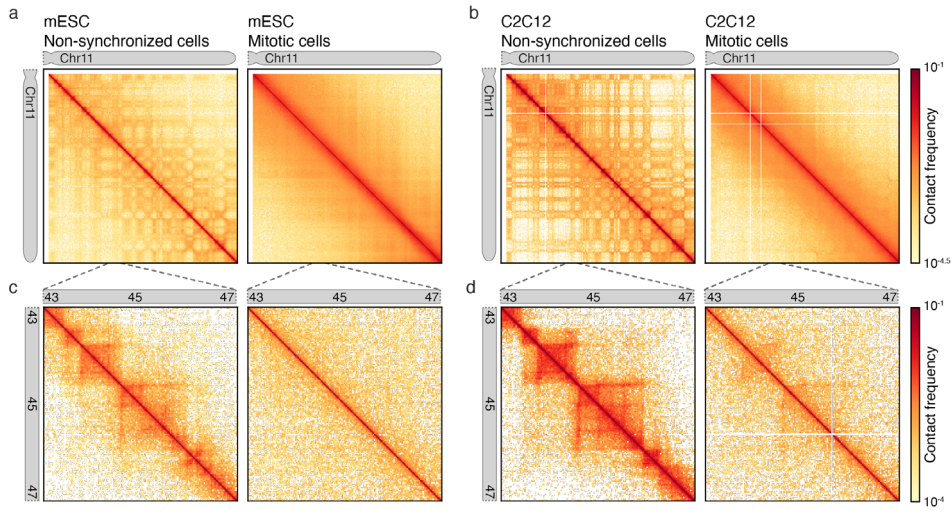 a
mESC
Non-synchronized cells
mESC
Mitotic cells
Chr11
Chr11
Chr11
b
C2C12
Non-synchronized cells
C2C12
Mitotic cells
Chr11
Chr11
Chr11
10-1
Contact frequency
10-4.5
c
43 45 47
43 45 47
43
45
47
d
43 45 47
43 45 47
43
45
47
10-1
Contact frequency
10-4